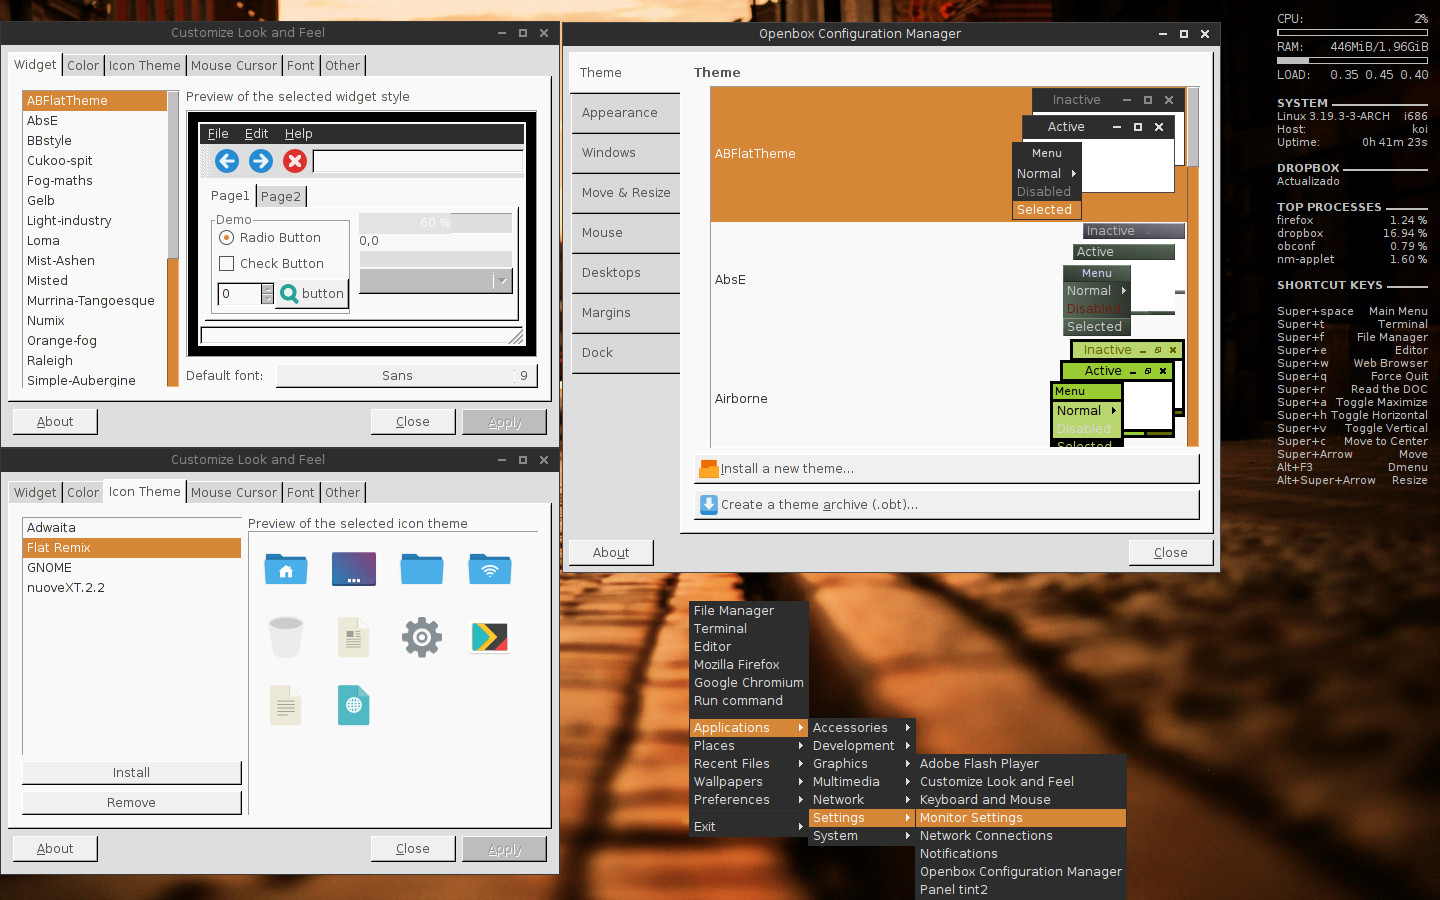 Customize Look and Feel
Widget Color Icon Theme Mouse Cursor Font Other
ABFlatTheme
AbsE
BBstyle
Cukoo-spit
Fog-maths
Gelb
Light-industry
Loma
Mist-Ashen
Misted
Murrina-Tangoesque
Numix
Orange-fog
Raleigh
Simple-Aubergine
Preview of the selected widget style
File Edit Help
Page1 Page2
Demo
Radio Button
Check Button
0
button
60 %
0,0
Default font:
Sans 9
About Close Apply
Customize Look and Feel
Widget Color Icon Theme Mouse Cursor Font Other
Adwaita
Flat Remix
GNOME
nuoveXT.2.2
Install
Remove
Preview of the selected icon theme
About Close Apply
Openbox Configuration Manager
Theme
Appearance
Windows
Move & Resize
Mouse
Desktops
Margins
Dock
Theme
ABFlatTheme
Inactive
Active
Menu
Normal
Disabled
Selected
AbsE
Inactive
Active
Menu
Normal
Disabled
Selected
Airborne
Inactive
Active
Menu
Normal
Disabled
Selected
Install a new theme...
Create a theme archive (.obt)...
About Close
File Manager
Terminal
Editor
Mozilla Firefox
Google Chromium
Run command
Applications
Places
Recent Files
Wallpapers
Preferences
Exit
Accessories
Development
Graphics
Multimedia
Network
Settings
System
Adobe Flash Player
Customize Look and Feel
Keyboard and Mouse
Monitor Settings
Network Connections
Notifications
Openbox Configuration Manager
Panel tint2
CPU: 2%
RAM: 446MiB/1.96GiB
LOAD: 0.35 0.45 0.40
SYSTEM
Linux 3.19.3-3-ARCH i686
Host: koi
Uptime: 0h 41m 23s
DROPBOX
Actualizado
TOP PROCESSES
firefox 1.24 %
dropbox 16.94 %
obconf 0.79 %
nm-applet 1.60 %
SHORTCUT KEYS
Super+space Main Menu
Super+t Terminal
Super+f File Manager
Super+e Editor
Super+w Web Browser
Super+q Force Quit
Super+r Read the DOC
Super+a Toggle Maximize
Super+h Toggle Horizontal
Super+v Toggle Vertical
Super+c Move to Center
Super+Arrow Move
Alt+F3 Dmenu
Alt+Super+Arrow Resize